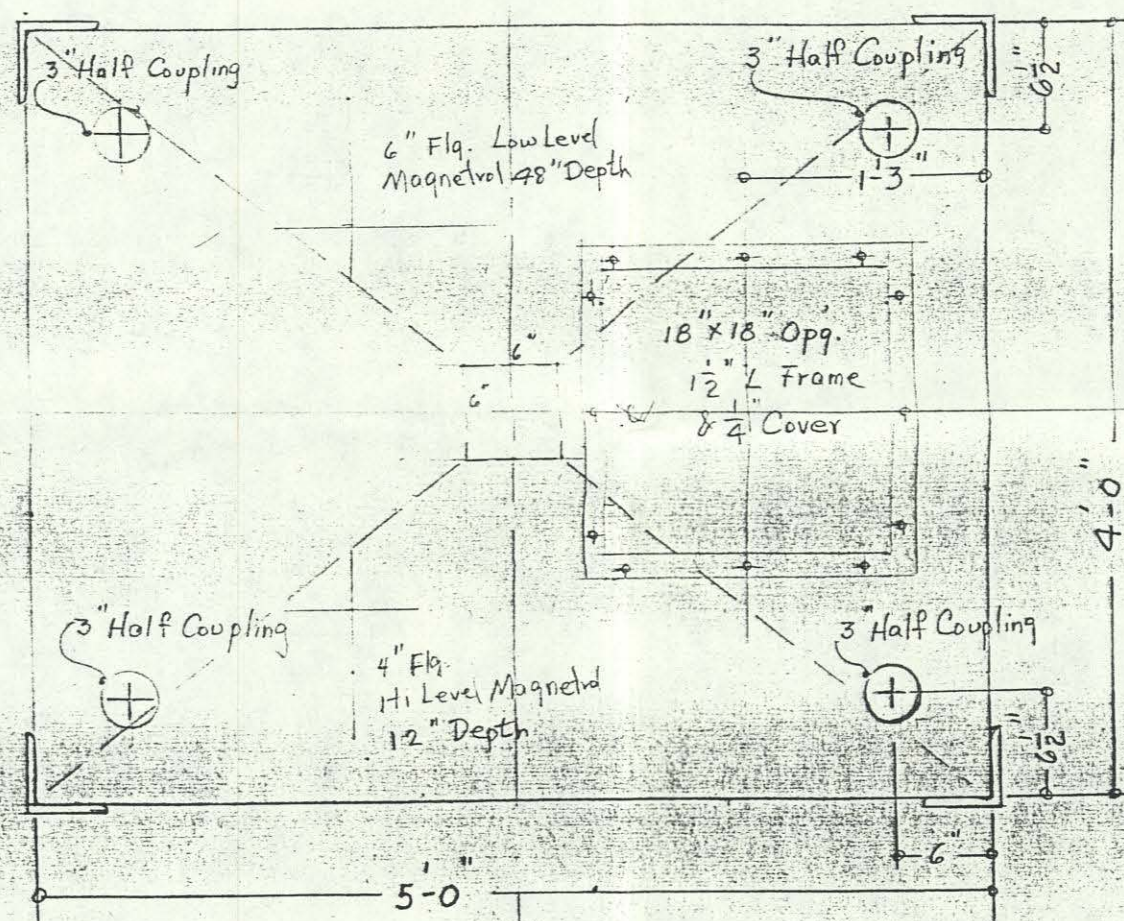 3" Half Coupling
3" Half Coupling
6 1/2"
6" Flg. Low Level
Magnetrol 48" Depth
1'-3"
18" x 18" Opg.
1 1/2" L Frame
& 1/4" Cover
6"
6"
4'-0"
3" Half Coupling
3" Half Coupling
4" Flg.
Hi Level Magnetrol
12" Depth
6 1/2"
6"
5'-0"